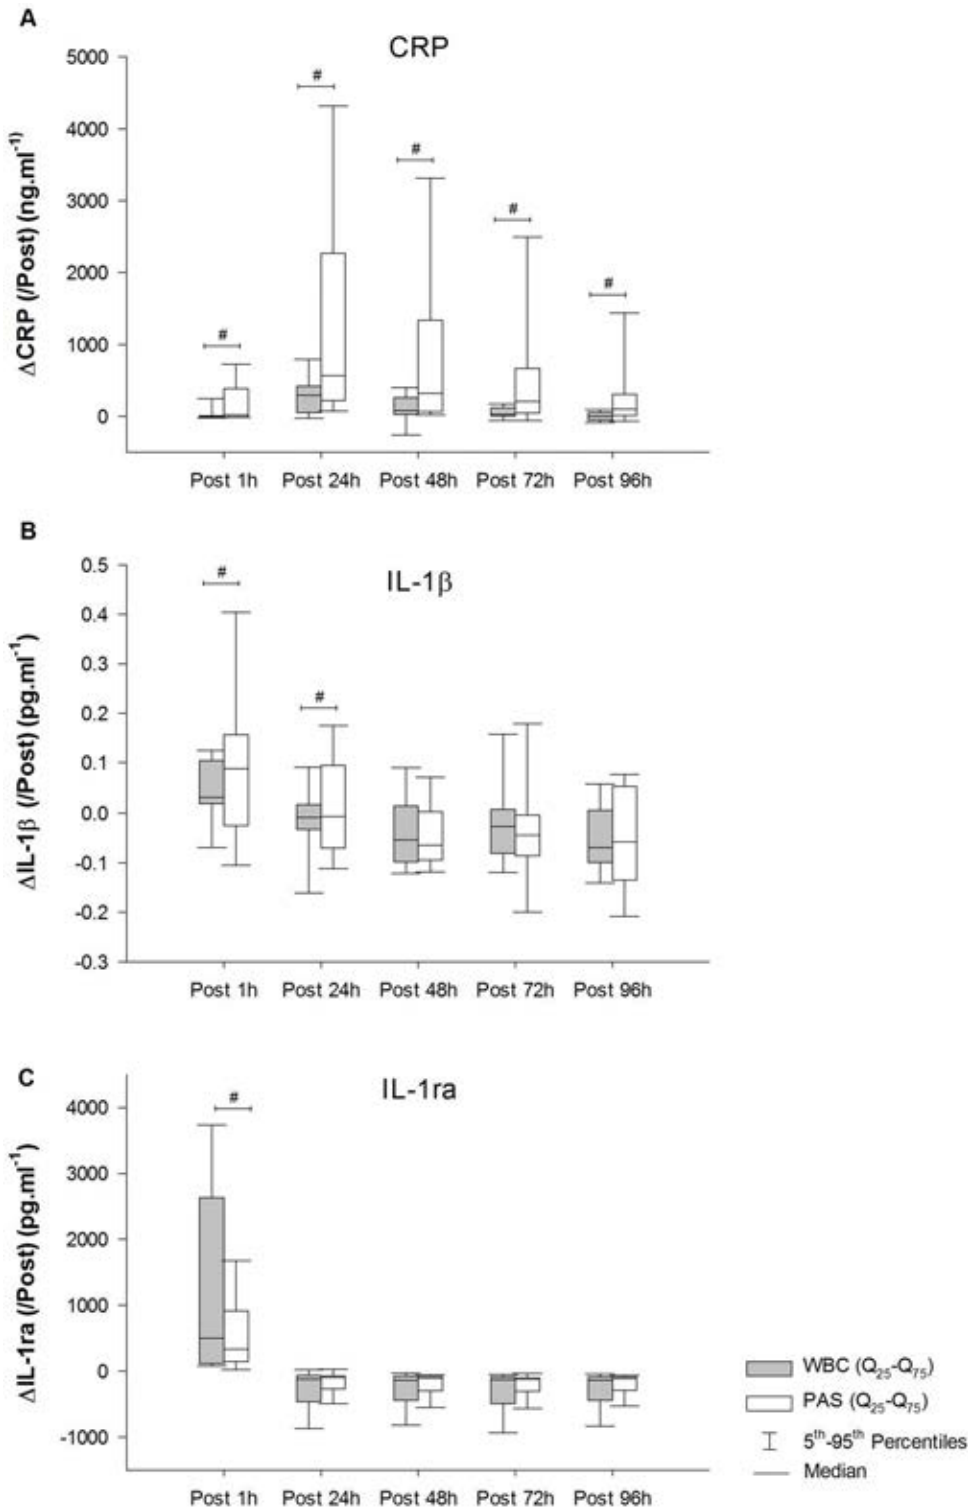 A
CRP
5000
4000
3000
2000
1000
0
ΔCRP (/Post) (ng.ml⁻¹)
# # # # #
Post 1h Post 24h Post 48h Post 72h Post 96h
B
IL-1β
0.5
0.4
0.3
0.2
0.1
0.0
-0.1
-0.2
-0.3
ΔIL-1β (/Post) (pg.ml⁻¹)
# #
Post 1h Post 24h Post 48h Post 72h Post 96h
C
IL-1ra
4000
3000
2000
1000
0
-1000
ΔIL-1ra (/Post) (pg.ml⁻¹)
#
Post 1h Post 24h Post 48h Post 72h Post 96h
WBC (Q₂₅-Q₇₅)
PAS (Q₂₅-Q₇₅)
5ᵗʰ-95ᵗʰ Percentiles
Median